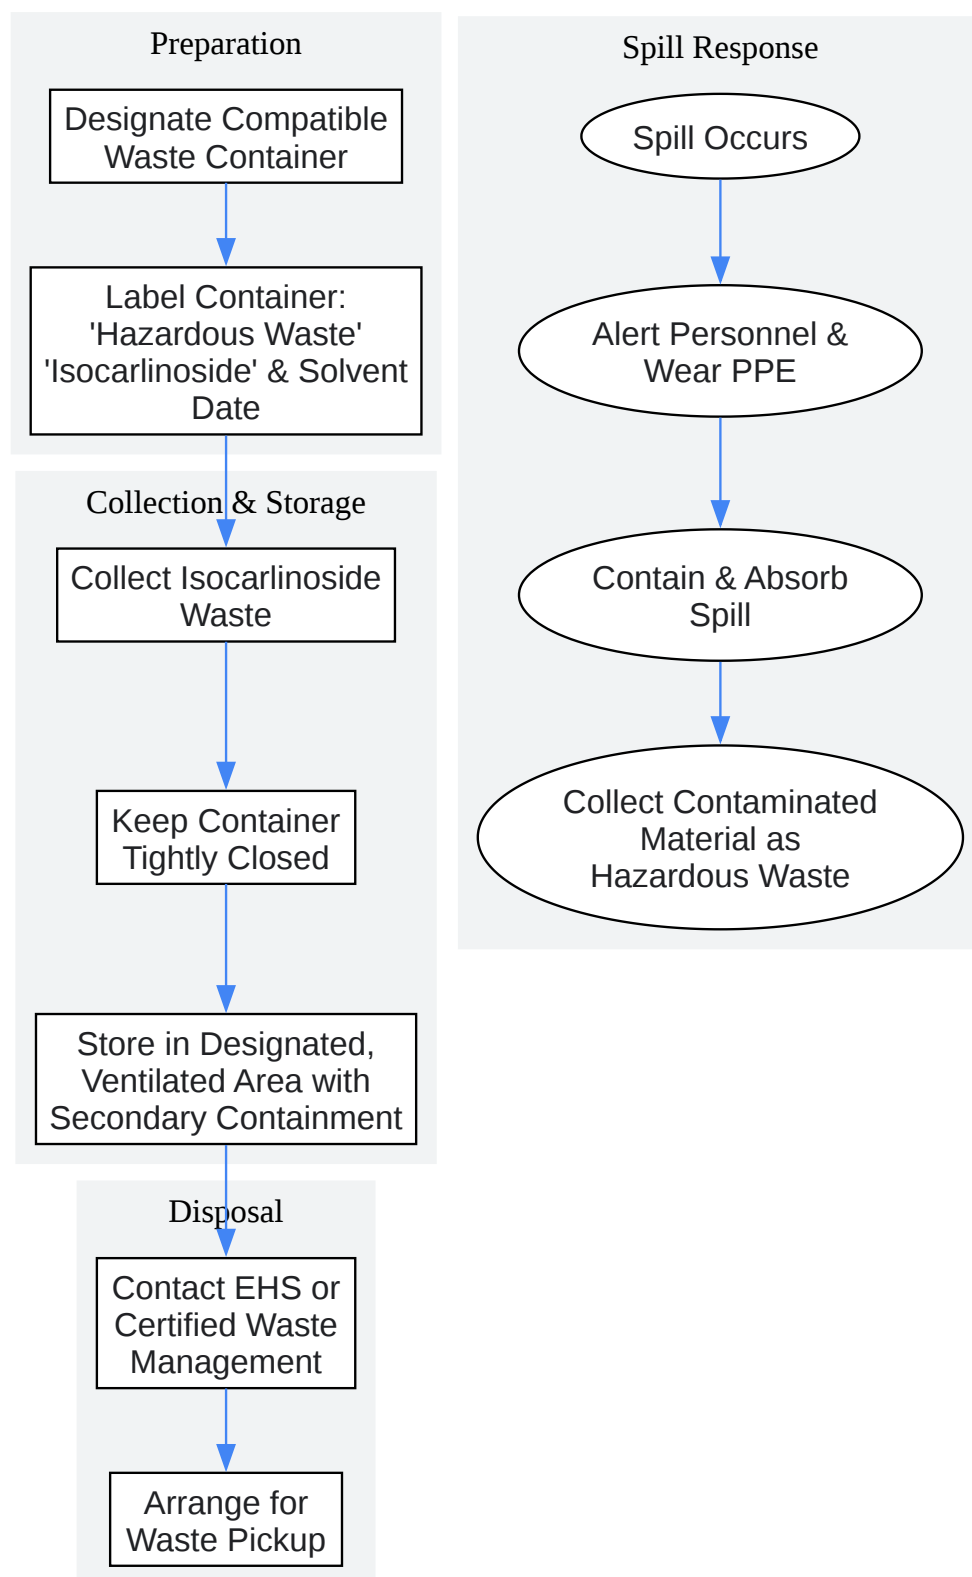 Preparation
Designate Compatible
Waste Container
Label Container:
'Hazardous Waste'
'Isocarlinoside' & Solvent
Date
Collection & Storage
Collect Isocarlinoside
Waste
Keep Container
Tightly Closed
Store in Designated,
Ventilated Area with
Secondary Containment
Disposal
Contact EHS or
Certified Waste
Management
Arrange for
Waste Pickup
Spill Response
Spill Occurs
Alert Personnel &
Wear PPE
Contain & Absorb
Spill
Collect Contaminated
Material as
Hazardous Waste